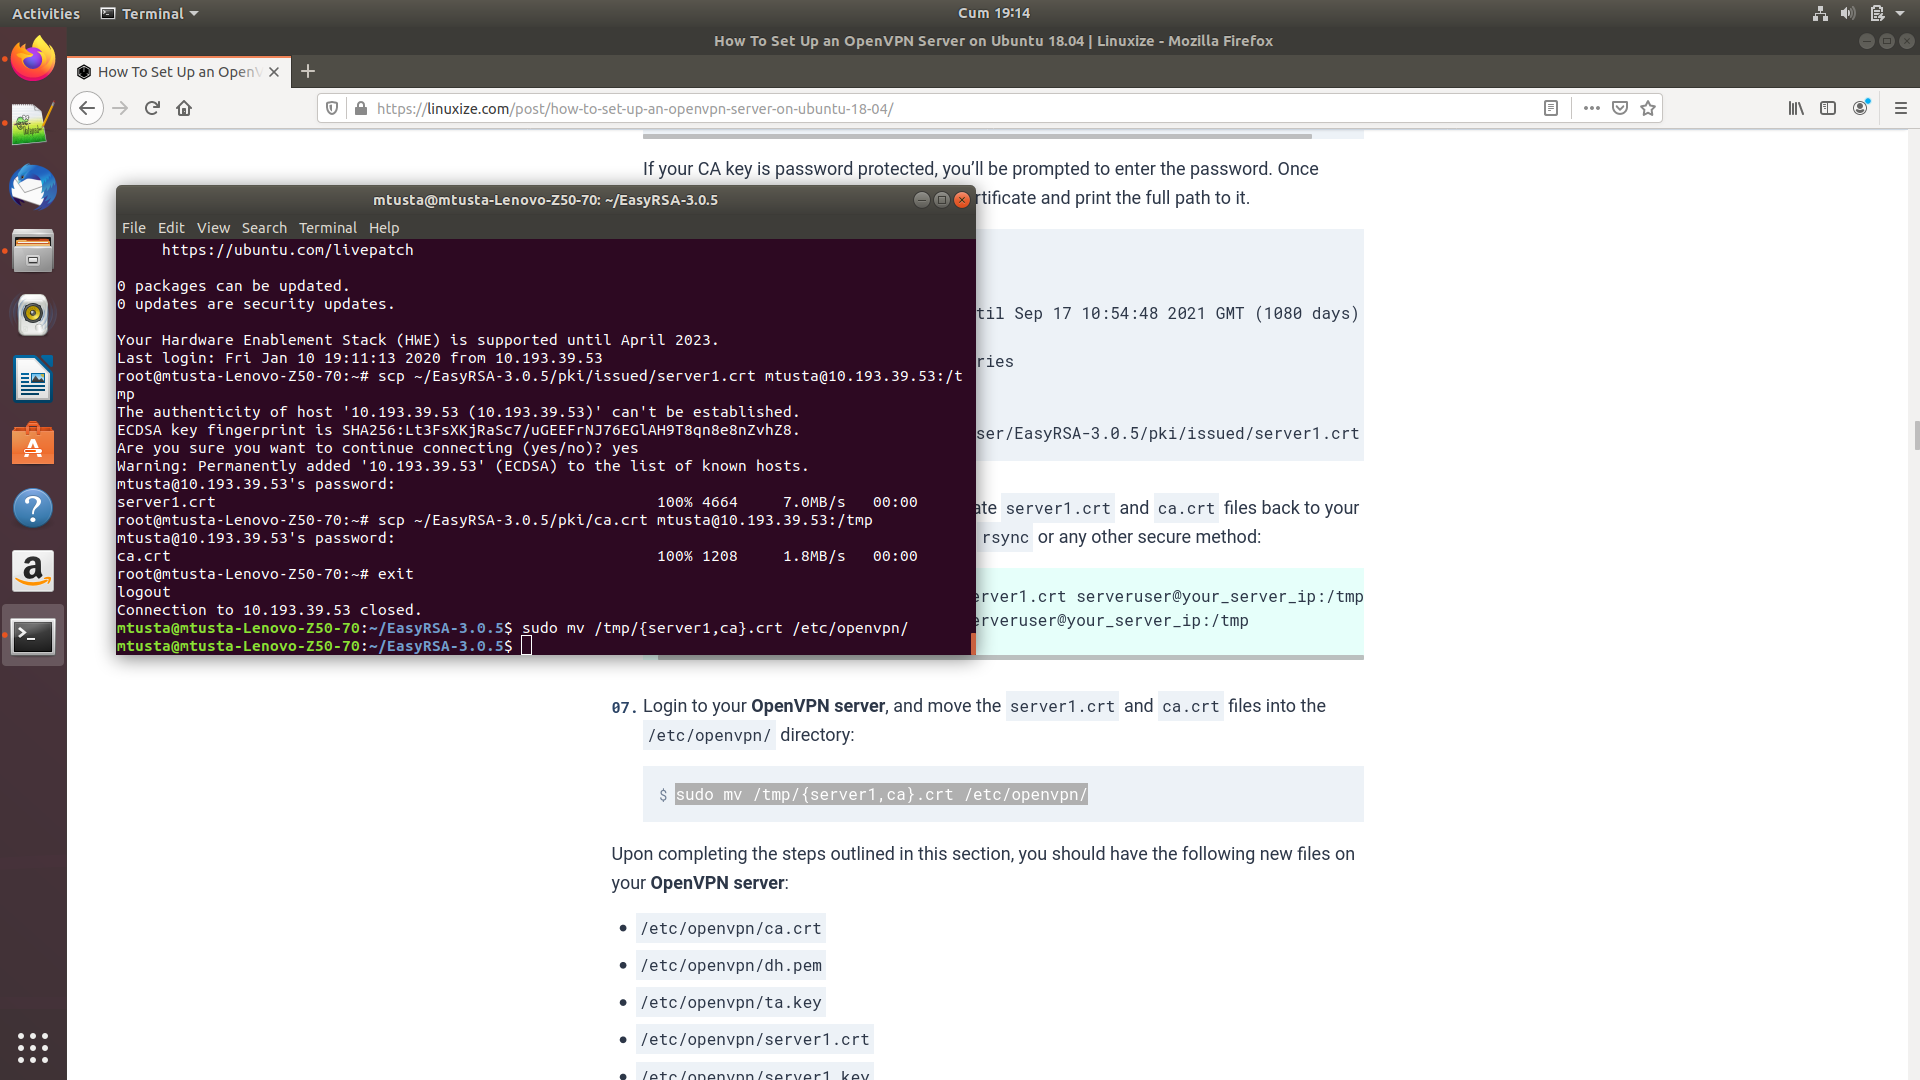 Activities
Terminal
Cum 19:14
How To Set Up an OpenVPN Server on Ubuntu 18.04 | Linuxize - Mozilla Firefox
How To Set Up an OpenV
https://linuxize.com/post/how-to-set-up-an-openvpn-server-on-ubuntu-18-04/
If your CA key is password protected, you’ll be prompted to enter the password. Once
rtificate and print the full path to it.
til Sep 17 10:54:48 2021 GMT (1080 days)
ries
ser/EasyRSA-3.0.5/pki/issued/server1.crt
ate server1.crt and ca.crt files back to your
rsync or any other secure method:
erver1.crt serveruser@your_server_ip:/tmp
erveruser@your_server_ip:/tmp
mtusta@mtusta-Lenovo-Z50-70: ~/EasyRSA-3.0.5
File Edit View Search Terminal Help
https://ubuntu.com/livepatch
0 packages can be updated.
0 updates are security updates.
Your Hardware Enablement Stack (HWE) is supported until April 2023.
Last login: Fri Jan 10 19:11:13 2020 from 10.193.39.53
root@mtusta-Lenovo-Z50-70:~# scp ~/EasyRSA-3.0.5/pki/issued/server1.crt mtusta@10.193.39.53:/t
mp
The authenticity of host '10.193.39.53 (10.193.39.53)' can't be established.
ECDSA key fingerprint is SHA256:Lt3FsXKjRaSc7/uGEEFrNJ76EGlAH9T8qn8e8nZvhZ8.
Are you sure you want to continue connecting (yes/no)? yes
Warning: Permanently added '10.193.39.53' (ECDSA) to the list of known hosts.
mtusta@10.193.39.53's password:
server1.crt 100% 4664 7.0MB/s 00:00
root@mtusta-Lenovo-Z50-70:~# scp ~/EasyRSA-3.0.5/pki/ca.crt mtusta@10.193.39.53:/tmp
mtusta@10.193.39.53's password:
ca.crt 100% 1208 1.8MB/s 00:00
root@mtusta-Lenovo-Z50-70:~# exit
logout
Connection to 10.193.39.53 closed.
mtusta@mtusta-Lenovo-Z50-70:~/EasyRSA-3.0.5$ sudo mv /tmp/{server1,ca}.crt /etc/openvpn/
mtusta@mtusta-Lenovo-Z50-70:~/EasyRSA-3.0.5$
07. Login to your OpenVPN server, and move the server1.crt and ca.crt files into the
/etc/openvpn/ directory:
$ sudo mv /tmp/{server1,ca}.crt /etc/openvpn/
Upon completing the steps outlined in this section, you should have the following new files on
your OpenVPN server:
• /etc/openvpn/ca.crt
• /etc/openvpn/dh.pem
• /etc/openvpn/ta.key
• /etc/openvpn/server1.crt
• /etc/openvpn/server1.key